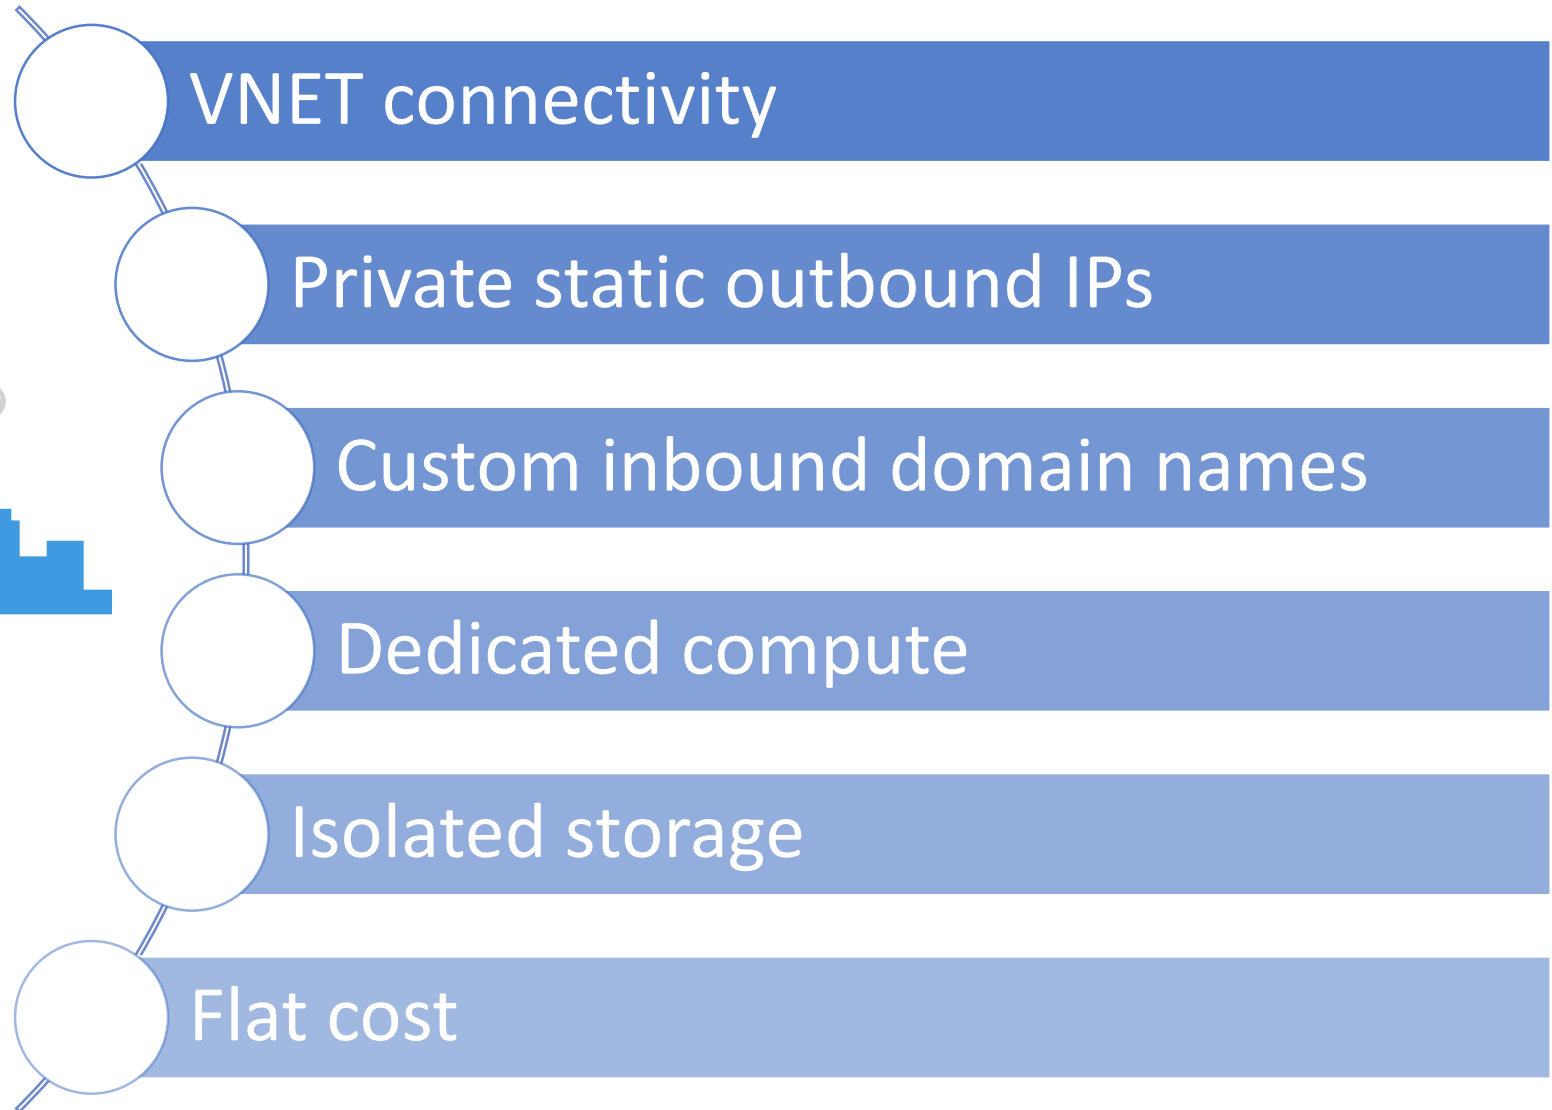 VNET connectivity
Private static outbound IPs
Custom inbound domain names
Dedicated compute
Isolated storage
Flat cost